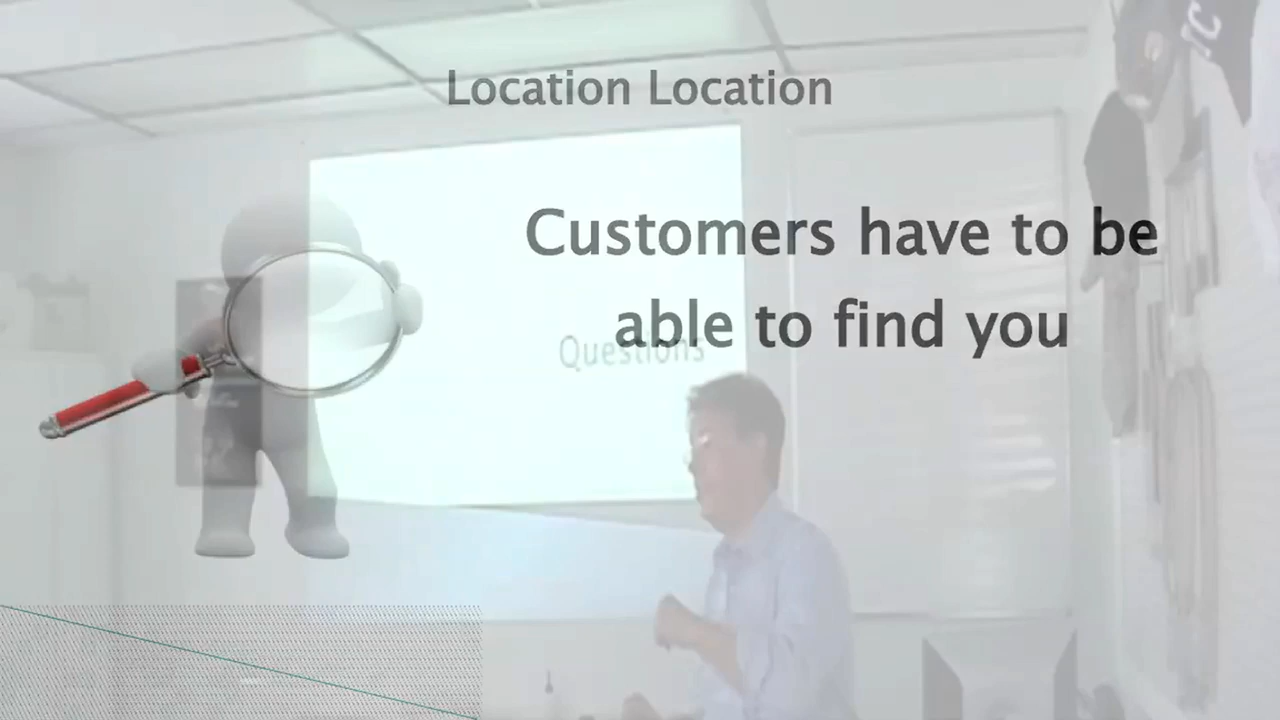 Location Location
Customers have to be
able to find you
Questions